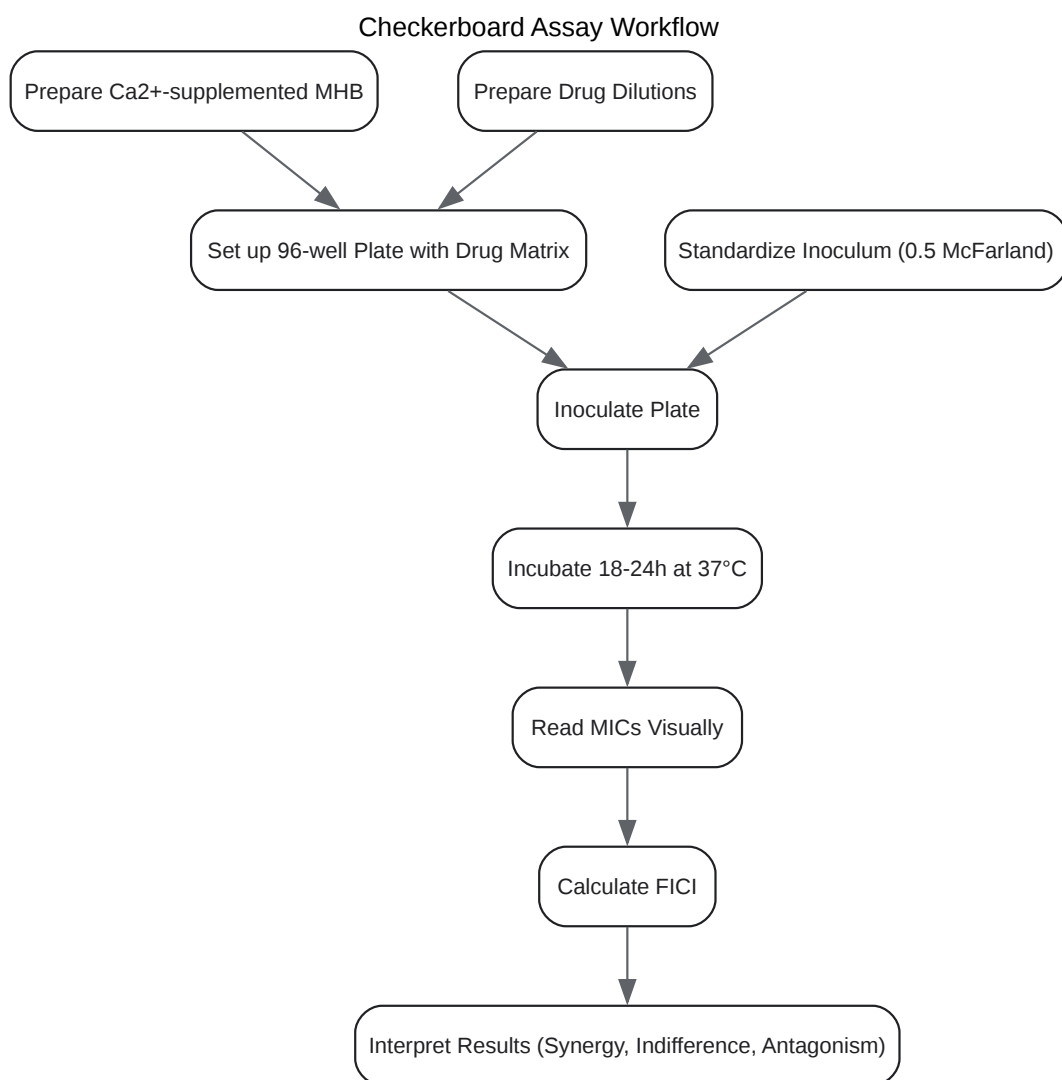 Checkerboard Assay Workflow
Prepare Ca2+-supplemented MHB
Prepare Drug Dilutions
Set up 96-well Plate with Drug Matrix
Standardize Inoculum (0.5 McFarland)
Inoculate Plate
Incubate 18-24h at 37°C
Read MICs Visually
Calculate FICI
Interpret Results (Synergy, Indifference, Antagonism)